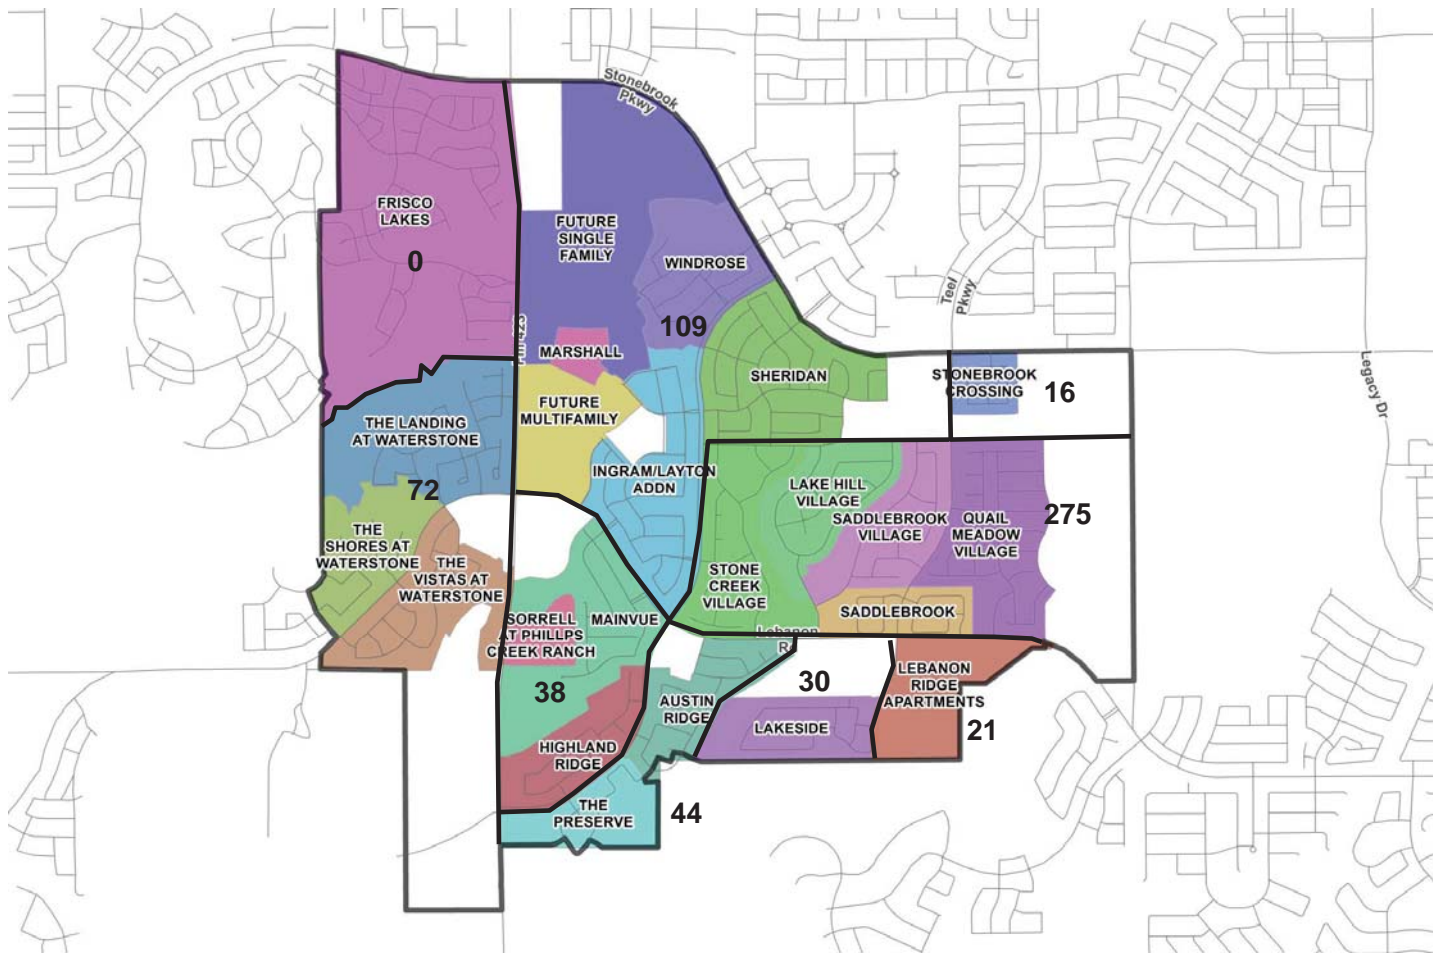 Stonebrook
Pkwy
FRISCO
LAKES
0
FUTURE
SINGLE
FAMILY
WINDROSE
Teel
Pkwy
109
MARSHALL
SHERIDAN
STONEBROOK
CROSSING
16
Legacy Dr
THE LANDING
AT WATERSTONE
FUTURE
MULTIFAMILY
72
INGRAM/LAYTON
ADDN
LAKE HILL
VILLAGE
SADDLEBROOK
VILLAGE
QUAIL
MEADOW
VILLAGE
275
THE
SHORES AT
WATERSTONE
THE
VISTAS AT
WATERSTONE
STONE
CREEK
VILLAGE
SADDLEBROOK
SORRELL
AT PHILLPS
CREEK RANCH
MAINVUE
Lebanon
38
AUSTIN
RIDGE
30
LAKESIDE
LEBANON
RIDGE
APARTMENTS
21
HIGHLAND
RIDGE
THE
PRESERVE
44